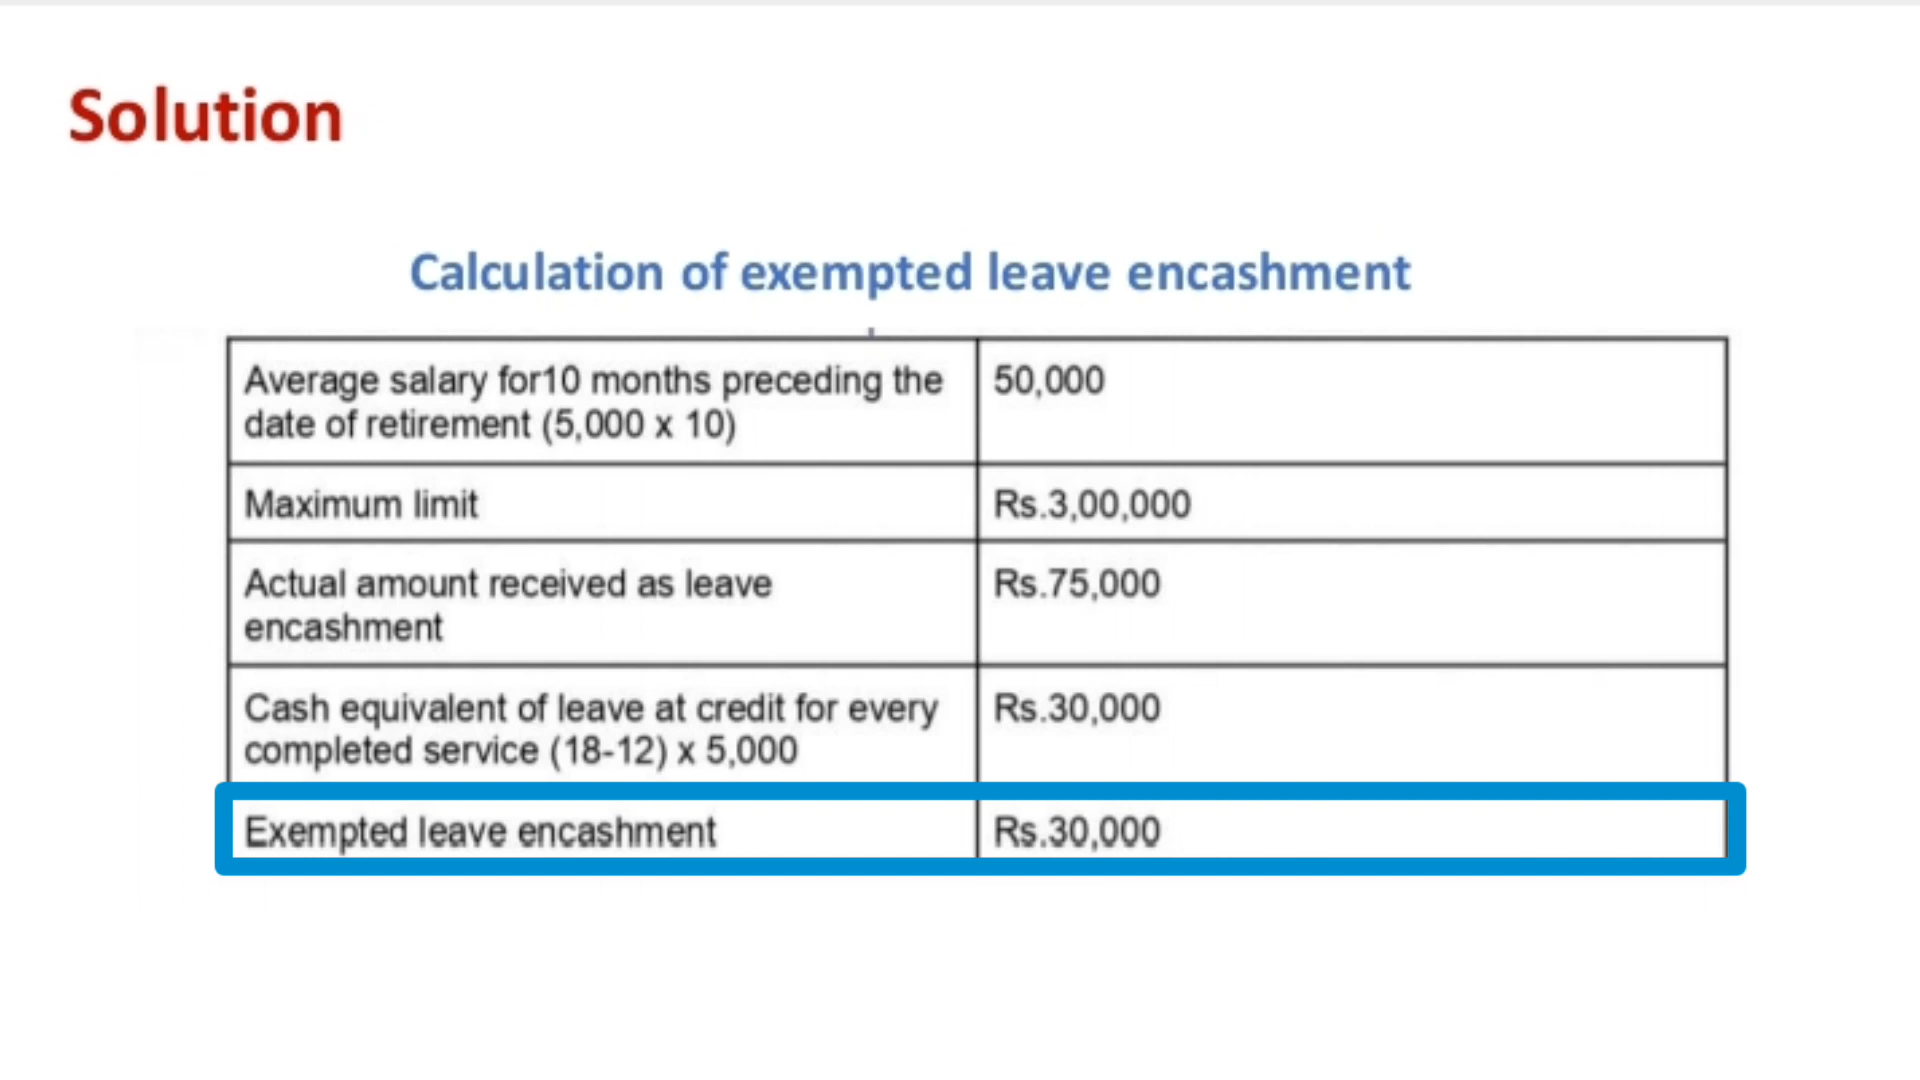 Solution
Calculation of exempted leave encashment
Average salary for10 months preceding the
date of retirement (5,000 x 10)
50,000
Maximum limit
Rs.3,00,000
Actual amount received as leave
encashment
Rs.75,000
Cash equivalent of leave at credit for every
completed service (18-12) x 5,000
Rs.30,000
Exempted leave encashment
Rs.30,000